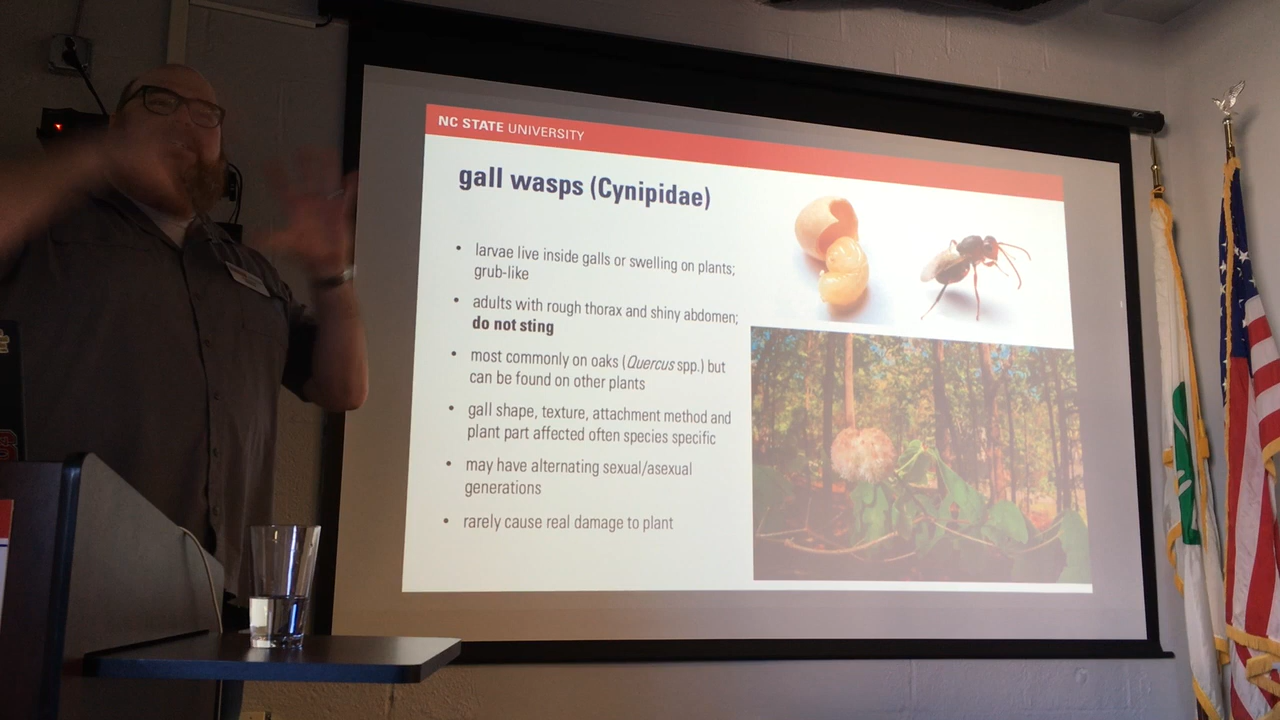 NC STATE UNIVERSITY
gall wasps (Cynipidae)
• larvae live inside galls or swelling on plants;
grub-like
• adults with rough thorax and shiny abdomen;
do not sting
• most commonly on oaks (Quercus spp.) but
can be found on other plants
• gall shape, texture, attachment method and
plant part affected often species specific
• may have alternating sexual/asexual
generations
• rarely cause real damage to plant